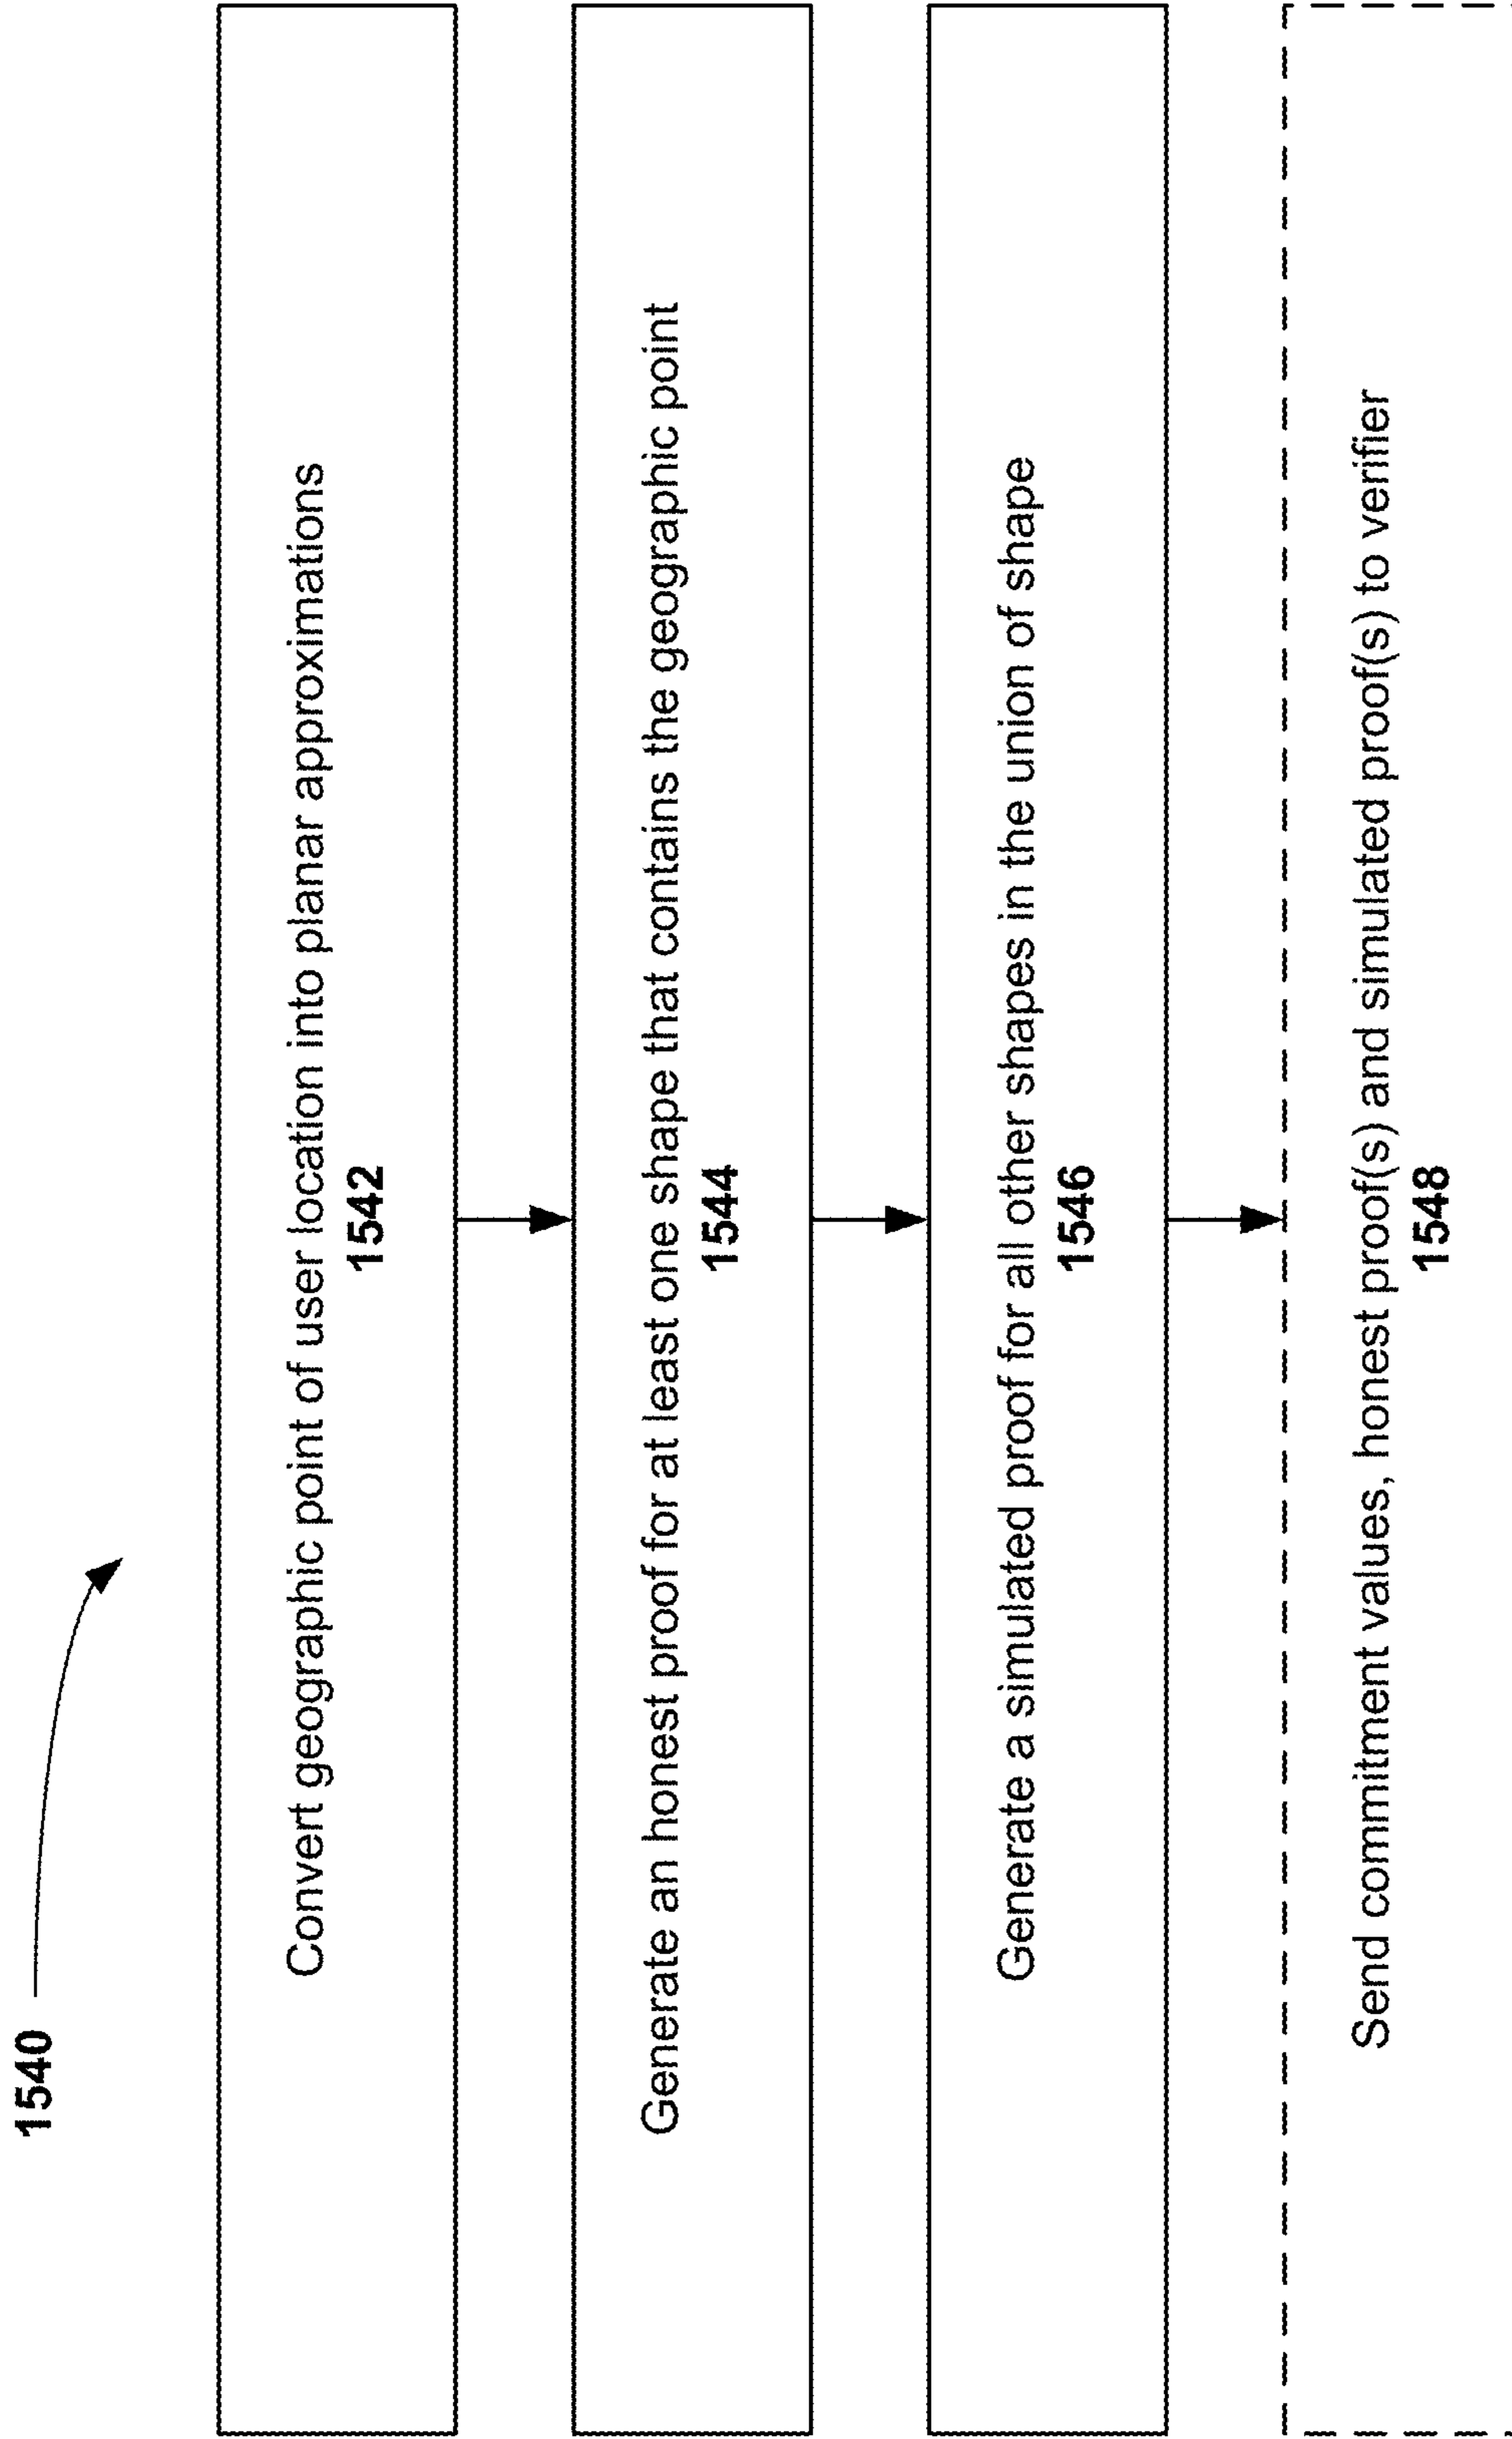 1540
Convert geographic point of user location into planar approximations
1542
Generate an honest proof for at least one shape that contains the geographic point
1544
Generate a simulated proof for all other shapes in the union of shape
1546
Send commitment values, honest proof(s) and simulated proof(s) to verifier
1548